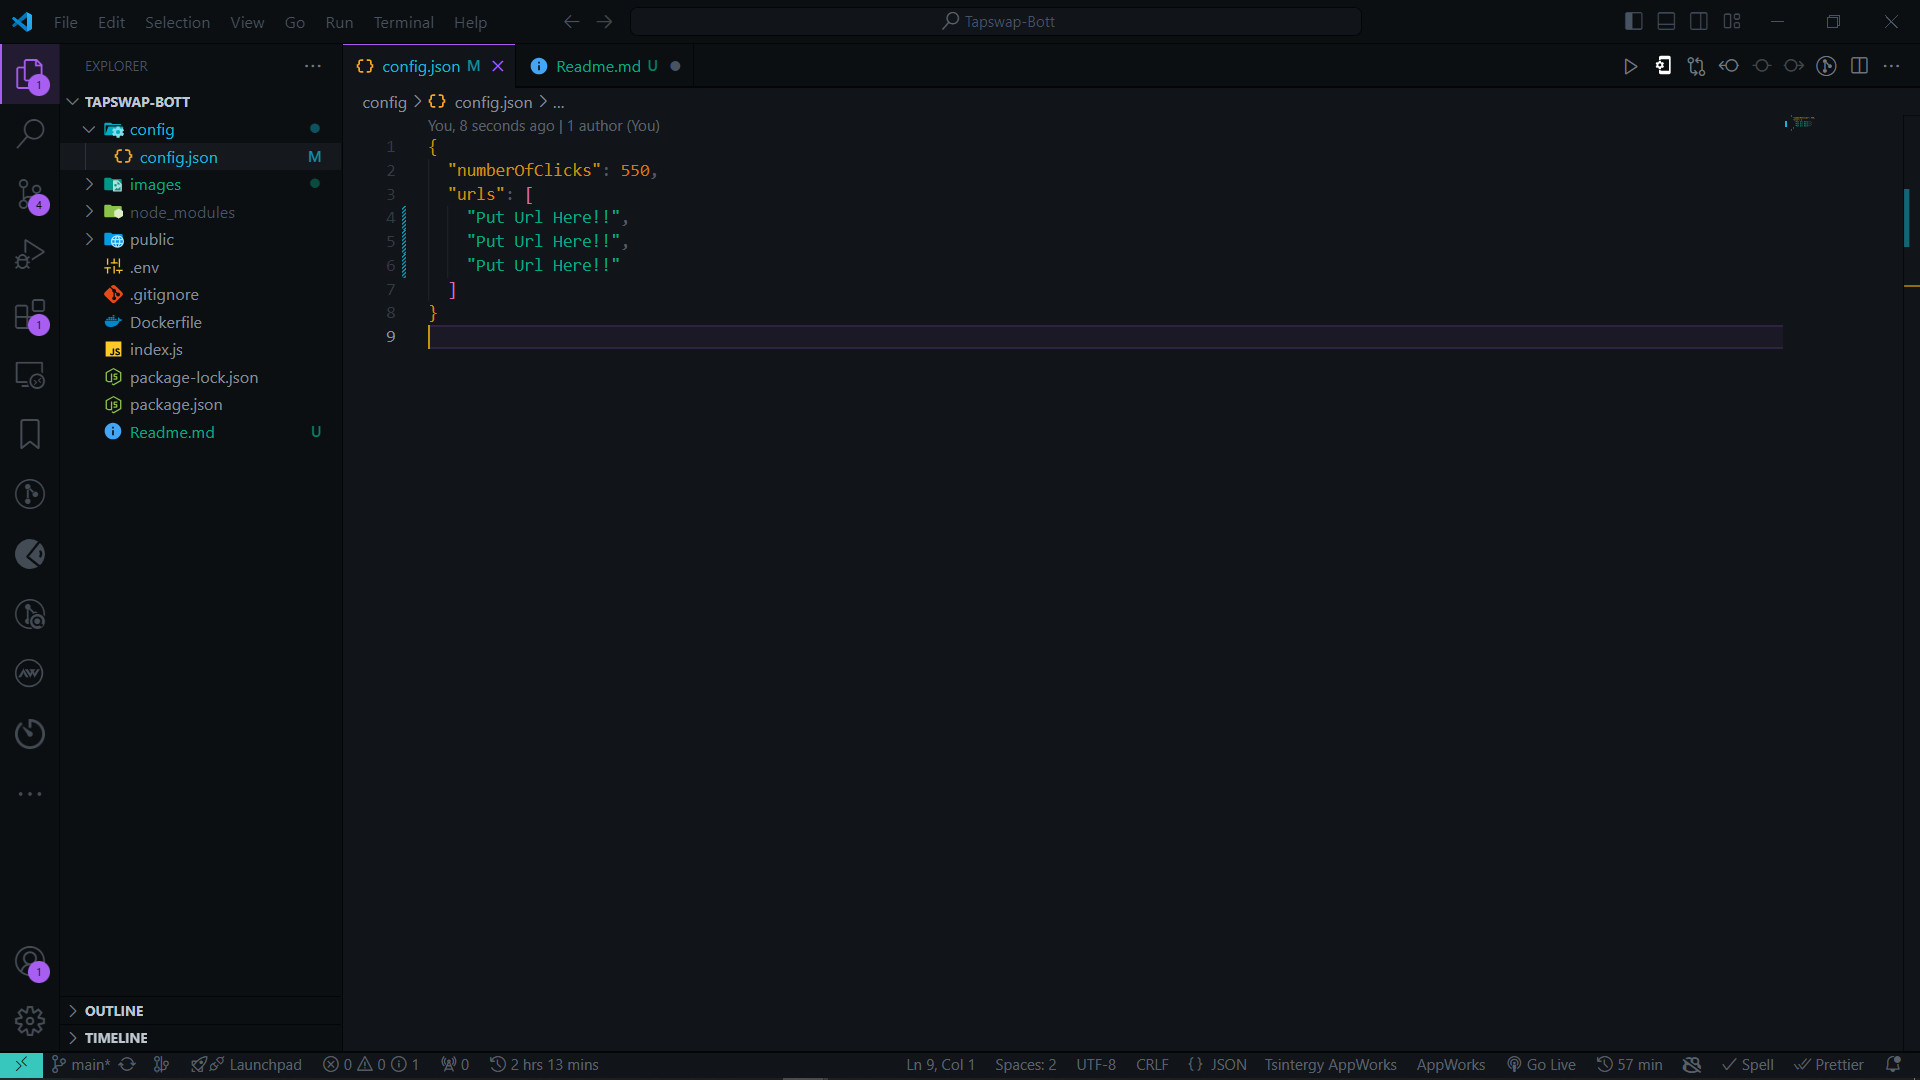 File Edit Selection View Go Run Terminal Help
Tapswap-Bott
EXPLORER
TAPSWAP-BOTT
config
config.json M
images
node_modules
public
.env
.gitignore
Dockerfile
JS index.js
package-lock.json
package.json
Readme.md U
OUTLINE
TIMELINE
1
4
1
1
{} config.json M
Readme.md U
config > {} config.json > ...
You, 8 seconds ago | 1 author (You)
1 {
2 "numberOfClicks": 550,
3 "urls": [
4 "Put Url Here!!",
5 "Put Url Here!!",
6 "Put Url Here!!"
7 ]
8 }
9
main* Launchpad 0 0 1 0 2 hrs 13 mins Ln 9, Col 1 Spaces: 2 UTF-8 CRLF {} JSON Tsintergy AppWorks AppWorks Go Live 57 min Spell Prettier